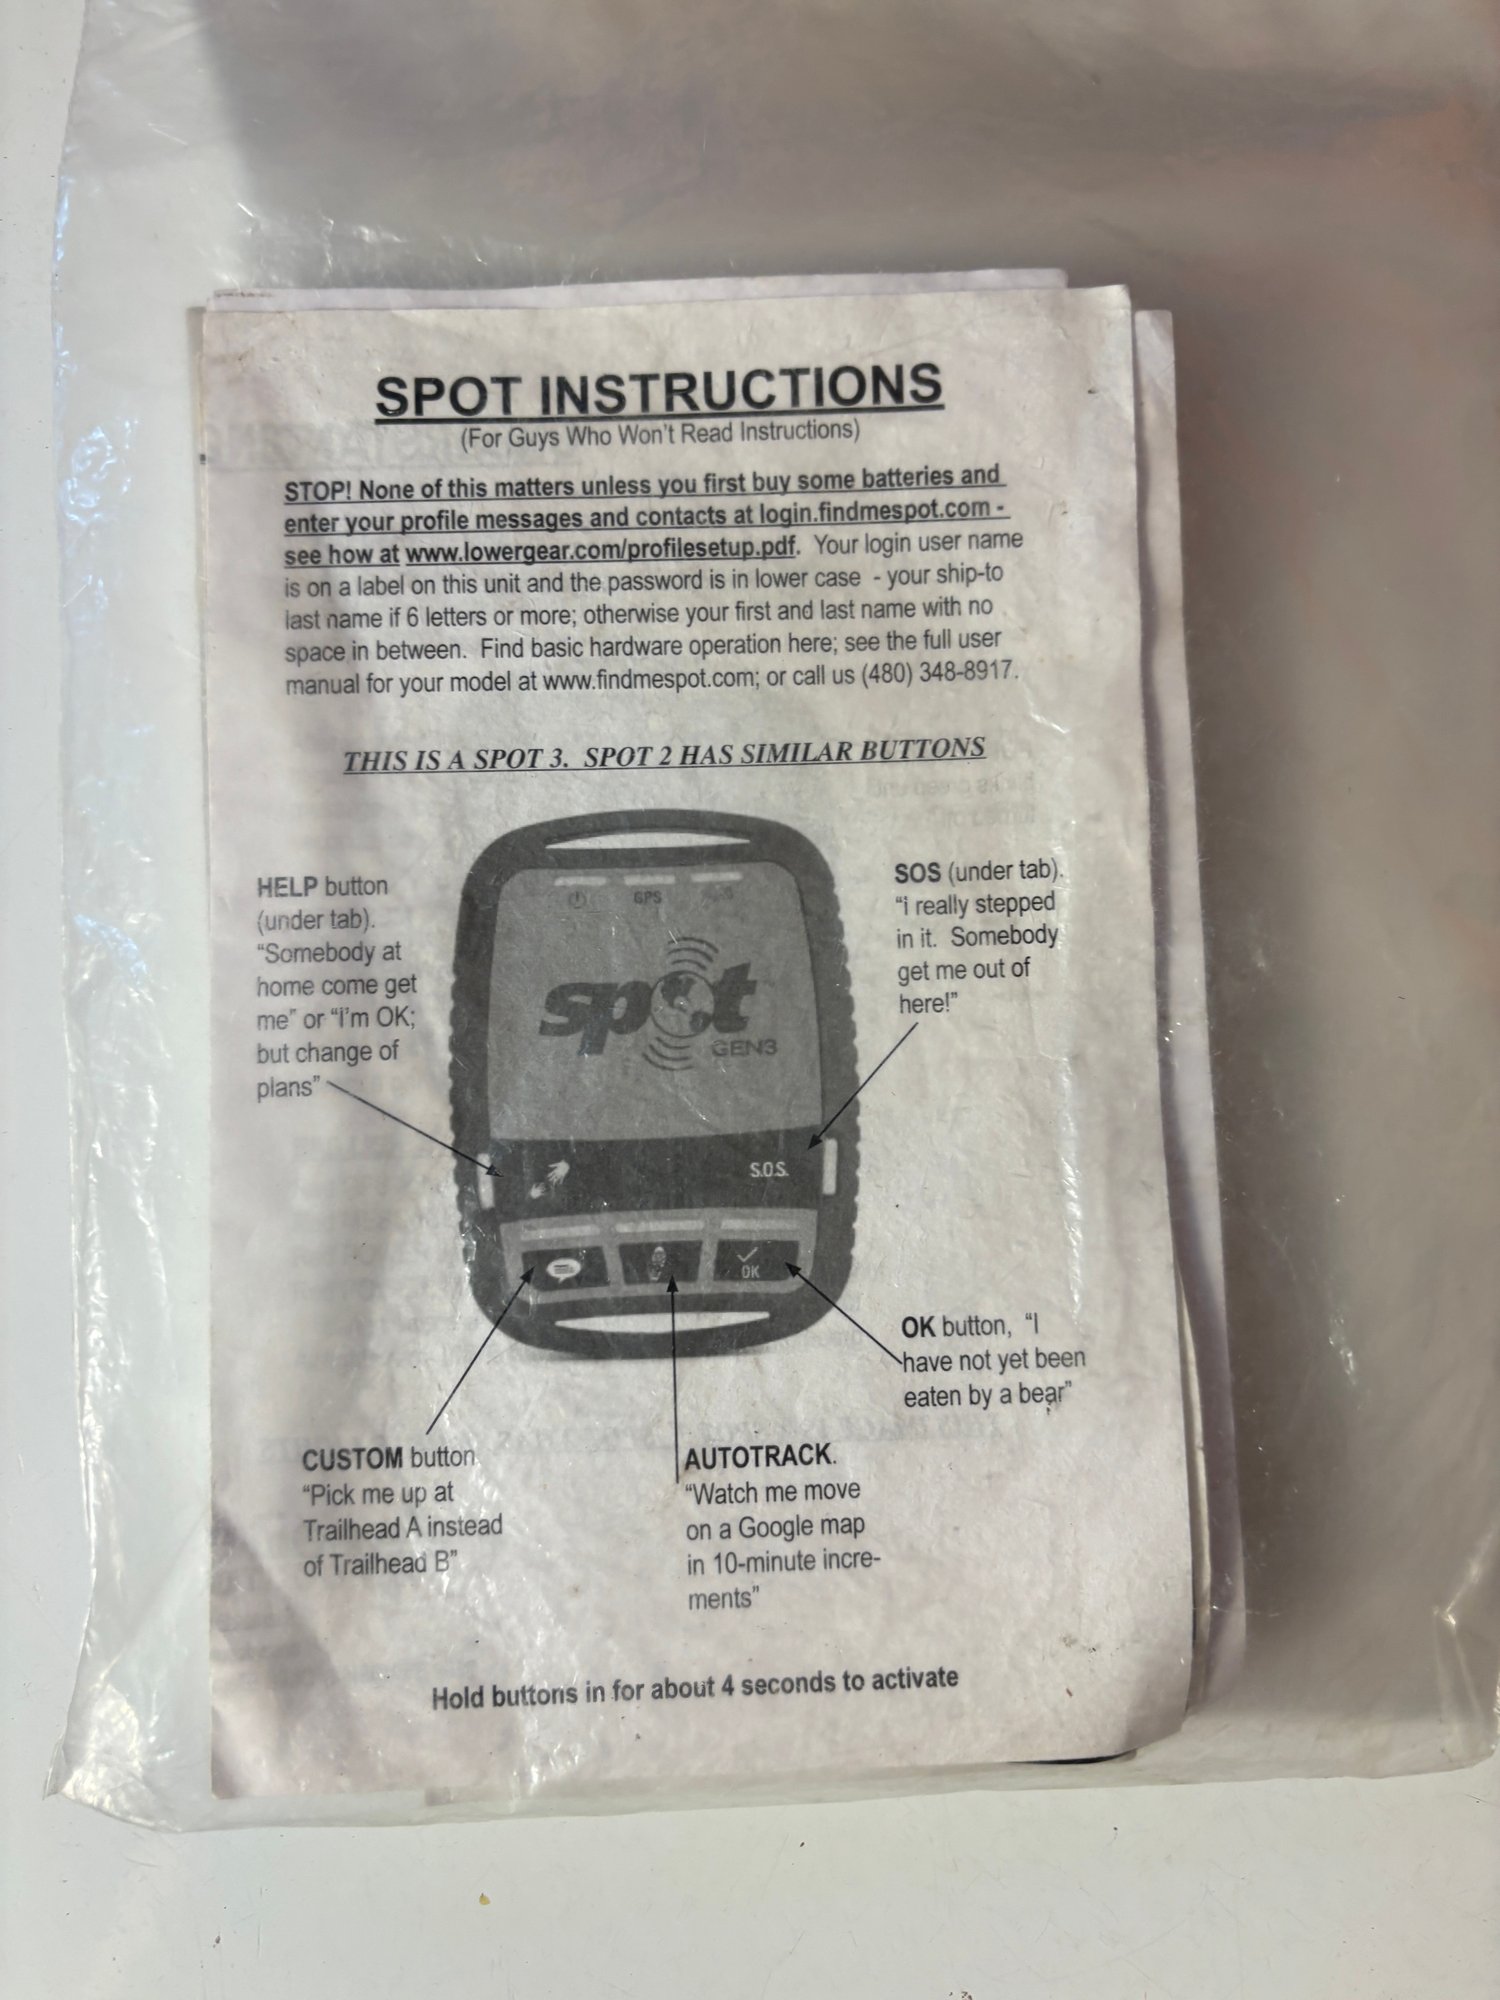 SPOT INSTRUCTIONS
(For Guys Who Won't Read Instructions)
STOP! None of this matters unless you first buy some batteries and
enter your profile messages and contacts at login.findmespot.com -
see how at www.lowergear.com/profilesetup.pdf. Your login user name
is on a label on this unit and the password is in lower case - your ship-to
last name if 6 letters or more; otherwise your first and last name with no
space in between. Find basic hardware operation here; see the full user
manual for your model at www.findmespot.com; or call us (480) 348-8917.
THIS IS A SPOT 3. SPOT 2 HAS SIMILAR BUTTONS
HELP button
(under tab).
“Somebody at
home come get
me” or “I'm OK;
but change of
plans”
SOS (under tab).
“i really stepped
in it. Somebody
get me out of
here!”
GPS
spot
GEN3
S.O.S.
OK
OK button, “I
have not yet been
eaten by a bear”
CUSTOM button
“Pick me up at
Trailhead A instead
of Trailhead B”
AUTOTRACK.
“Watch me move
on a Google map
in 10-minute incre-
ments”
Hold buttons in for about 4 seconds to activate